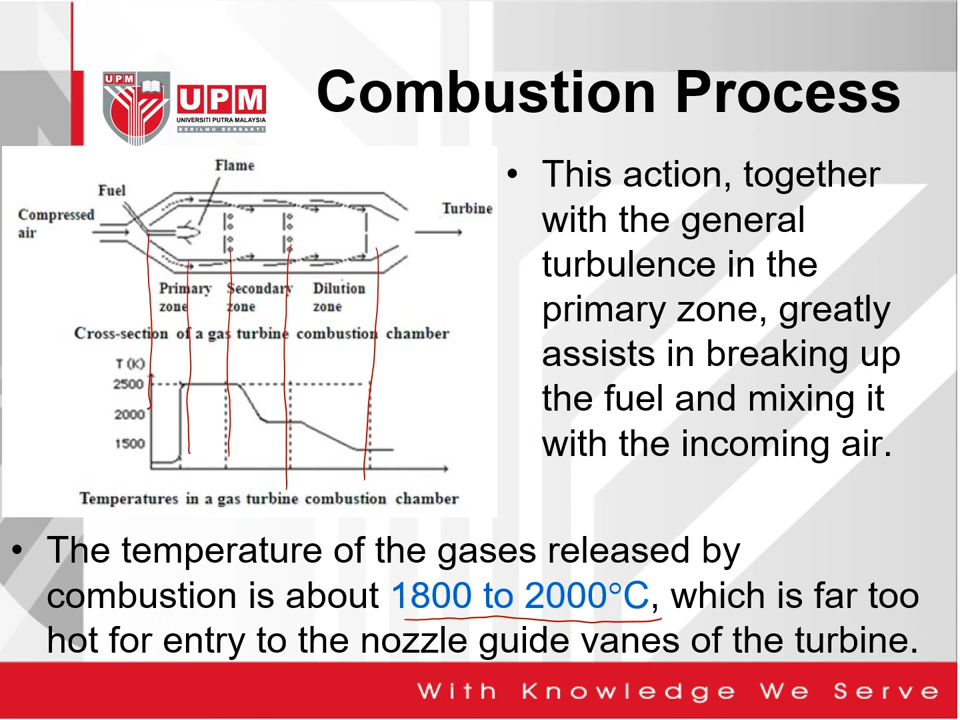 Combustion Process
UPM
UPM
UNIVERSITI PUTRA MALAYSIA
BERILMU BERBAKTI
Flame
Fuel
Compressed
air
Turbine
Primary
zone
Secondary
zone
Dilution
zone
Cross-section of a gas turbine combustion chamber
T (K)
2500
2000
1500
Temperatures in a gas turbine combustion chamber
• This action, together
with the general
turbulence in the
primary zone, greatly
assists in breaking up
the fuel and mixing it
with the incoming air.
• The temperature of the gases released by
combustion is about 1800 to 2000°C, which is far too
hot for entry to the nozzle guide vanes of the turbine.
With Knowledge We Serve